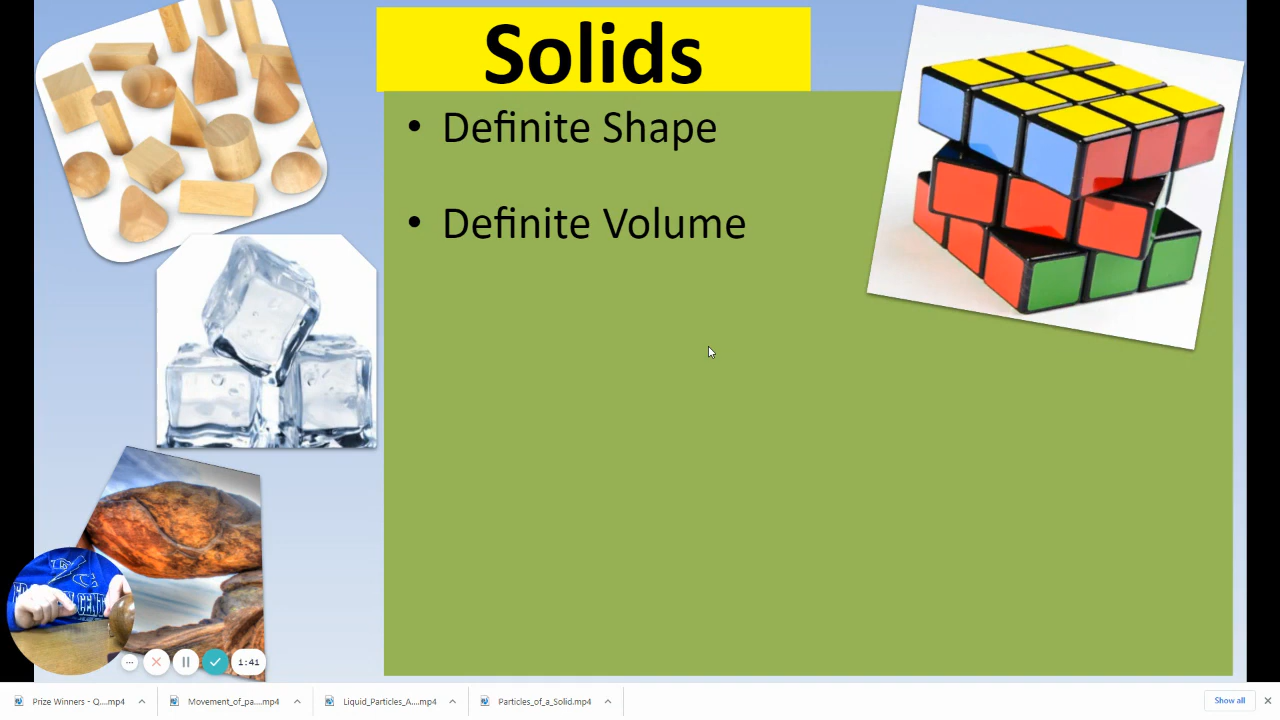 Solids
• Definite Shape
• Definite Volume
1:41
Prize Winners - Q....mp4
Movement_of_pa....mp4
Liquid_Particles_A....mp4
Particles_of_a_Solid.mp4
Show all